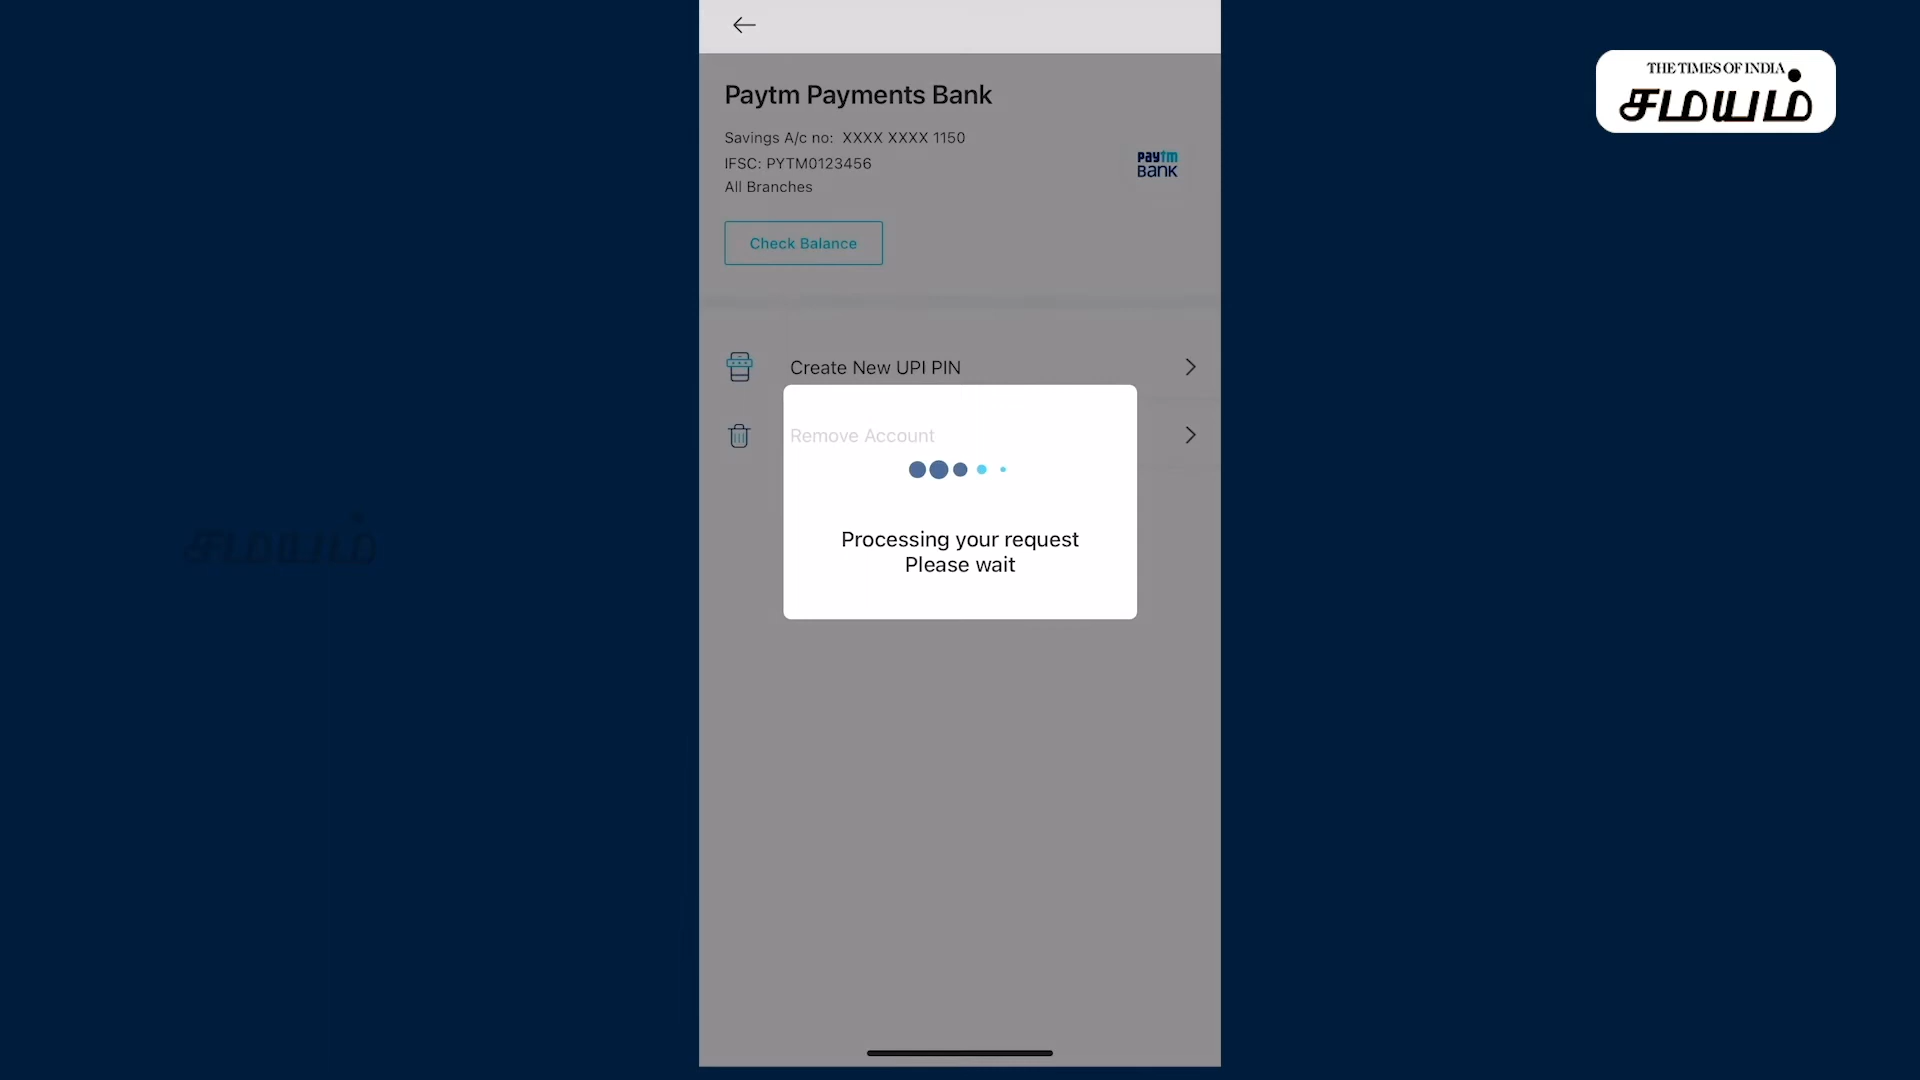 THE TIMES OF INDIA
சமயம்
Paytm Payments Bank
Savings A/c no: XXXX XXXX 1150
IFSC: PYTM0123456
All Branches
paytm
BANK
Check Balance
Create New UPI PIN
Remove Account
Processing your request
Please wait
சமயம்